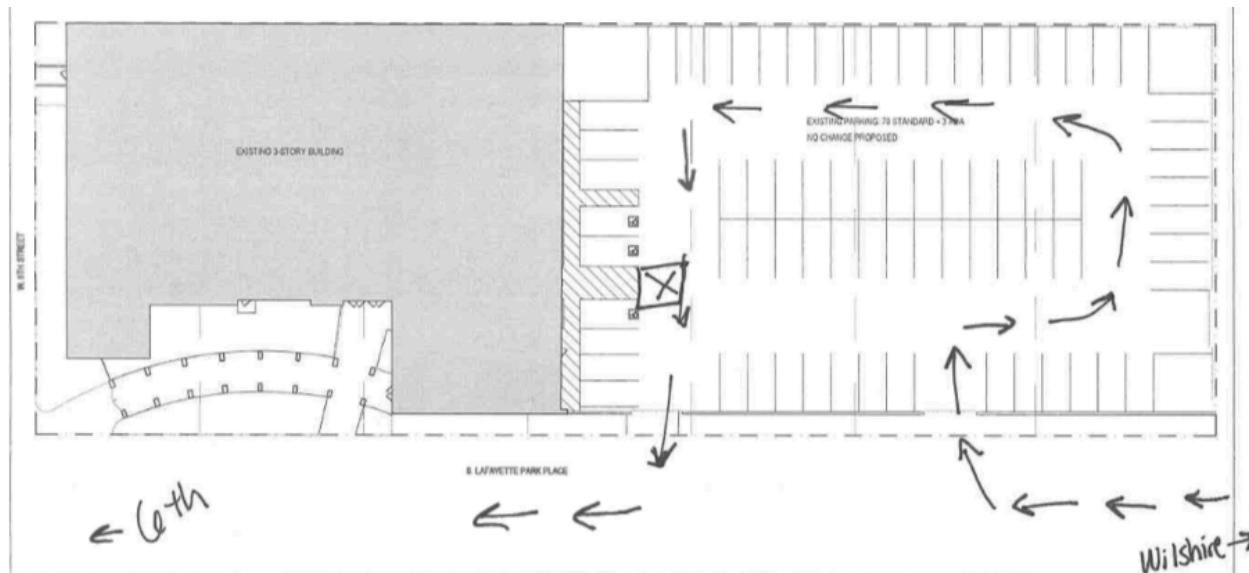 EXISTING 3-STORY BUILDING
EXISTING PARKING: 78 STANDARD + 3 ADA
NO CHANGE PROPOSED
W. 6TH STREET
S. LAFAYETTE PARK PLACE
← 6th
Wilshire →